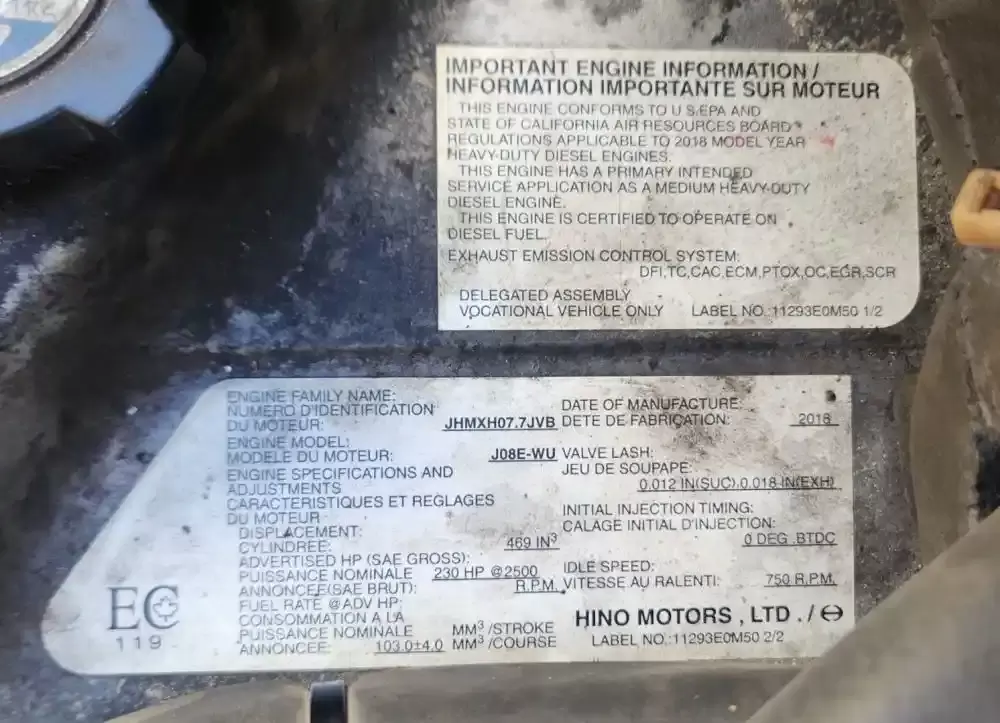 IMPORTANT ENGINE INFORMATION /
INFORMATION IMPORTANTE SUR MOTEUR
THIS ENGINE CONFORMS TO U S EPA AND
STATE OF CALIFORNIA AIR RESOURCES BOARD
REGULATIONS APPLICABLE TO 2018 MODEL YEAR
HEAVY-DUTY DIESEL ENGINES.
THIS ENGINE HAS A PRIMARY INTENDED
SERVICE APPLICATION AS A MEDIUM HEAVY-DUTY
DIESEL ENGINE.
THIS ENGINE IS CERTIFIED TO OPERATE ON
DIESEL FUEL.
EXHAUST EMISSION CONTROL SYSTEM:
DFI,TC,CAC,ECM,PTOX,OC,EGR,SCR
DELEGATED ASSEMBLY
VOCATIONAL VEHICLE ONLY LABEL NO.:11293E0M50 1/2
ENGINE FAMILY NAME:
NUMERO D'IDENTIFICATION
DU MOTEUR: JHMXH07.7JVB
ENGINE MODEL:
MODELE DU MOTEUR: J08E-WU
ENGINE SPECIFICATIONS AND
ADJUSTMENTS
CARACTERISTIQUES ET REGLAGES
DU MOTEUR
DISPLACEMENT:
CYLINDREE: 469 IN³
ADVERTISED HP (SAE GROSS):
PUISSANCE NOMINALE 230 HP @2500
ANNONCEE(SAE BRUT): R.P.M.
FUEL RATE @ADV HP:
CONSOMMATION A LA
PUISSANCE NOMINALE MM³ /STROKE
ANNONCEE: 103.0±4.0 MM³ /COURSE
DATE OF MANUFACTURE:
DETE DE FABRICATION: 2018
VALVE LASH:
JEU DE SOUPAPE:
0.012 IN(SUC),0.018 IN(EXH)
INITIAL INJECTION TIMING:
CALAGE INITIAL D'INJECTION:
0 DEG .BTDC
IDLE SPEED:
VITESSE AU RALENTI: 750 R.P.M.
HINO MOTORS , LTD . /
LABEL NO.:11293E0M50 2/2
EC
119